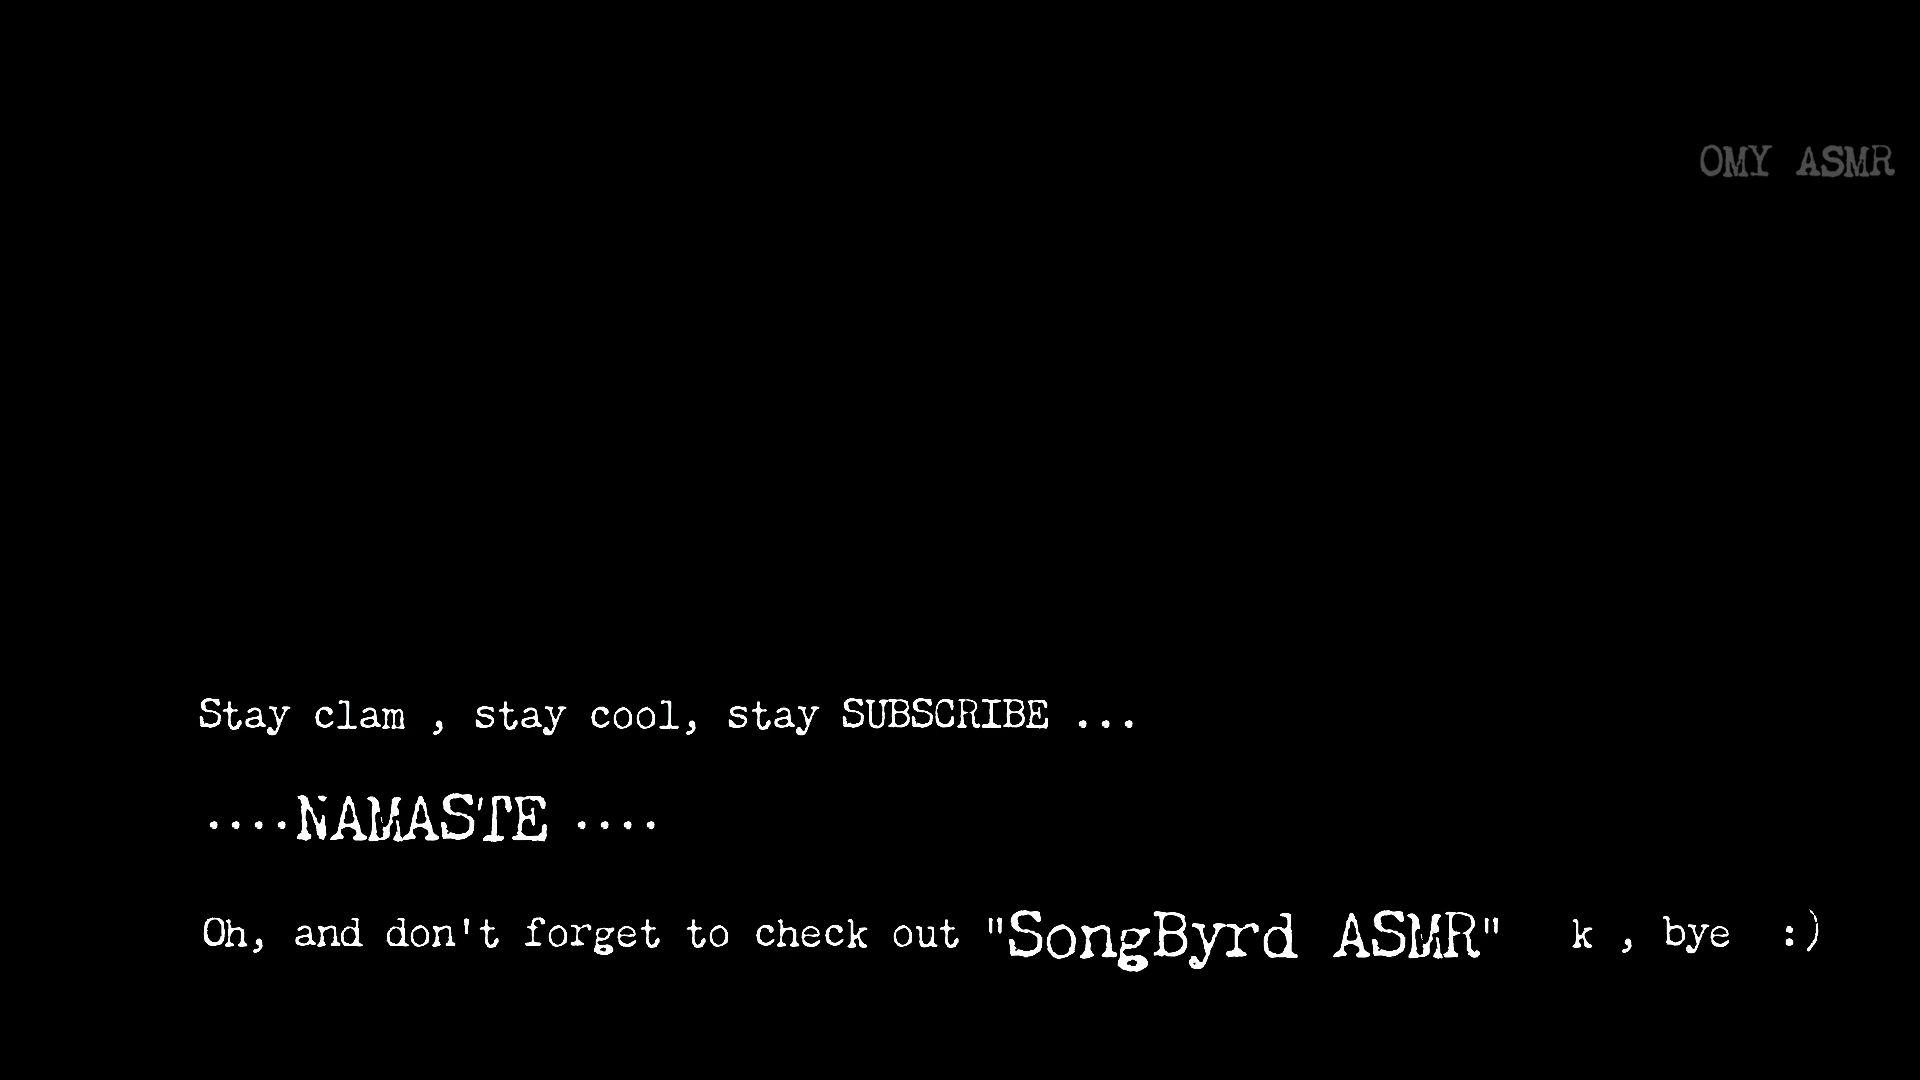 OMY ASMR
Stay clam , stay cool, stay SUBSCRIBE ...
....NAMASTE ....
Oh, and don't forget to check out "SongByrd ASMR" k , bye :)